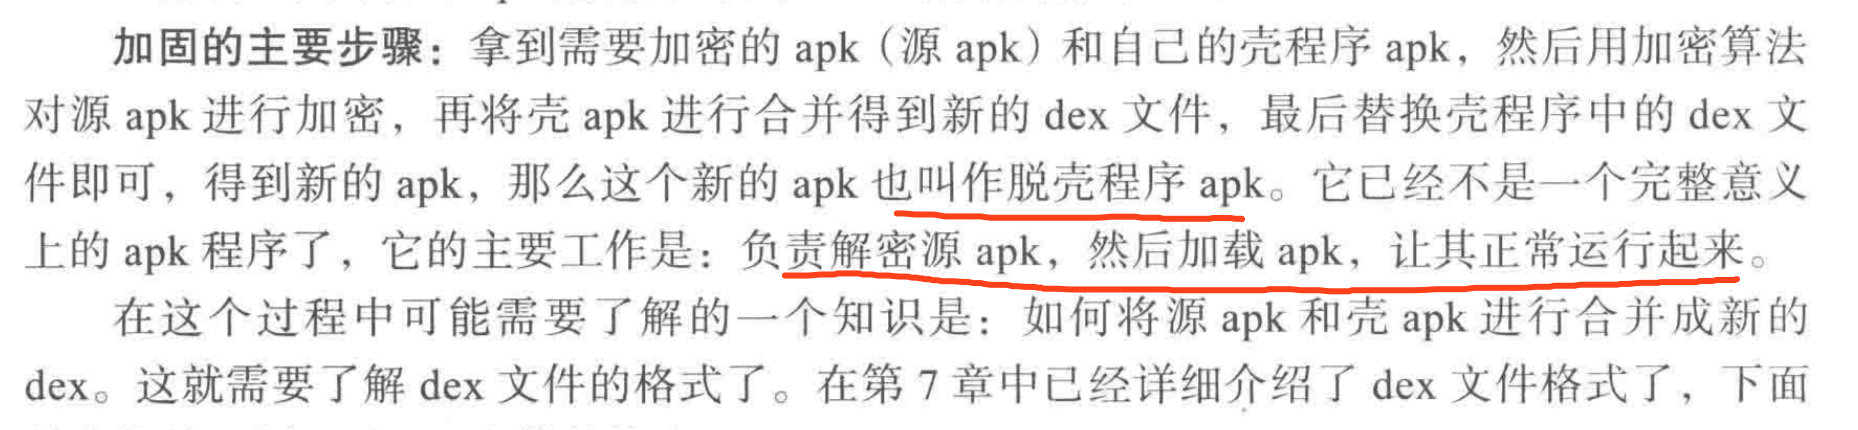 加固的主要步骤：拿到需要加密的 apk（源 apk）和自己的壳程序 apk，然后用加密算法
对源 apk 进行加密，再将壳 apk 进行合并得到新的 dex 文件，最后替换壳程序中的 dex 文
件即可，得到新的 apk，那么这个新的 apk 也叫作脱壳程序 apk。它已经不是一个完整意义
上的 apk 程序了，它的主要工作是：负责解密源 apk，然后加载 apk，让其正常运行起来。
在这个过程中可能需要了解的一个知识是：如何将源 apk 和壳 apk 进行合并成新的
dex。这就需要了解 dex 文件的格式了。在第 7 章中已经详细介绍了 dex 文件格式了，下面